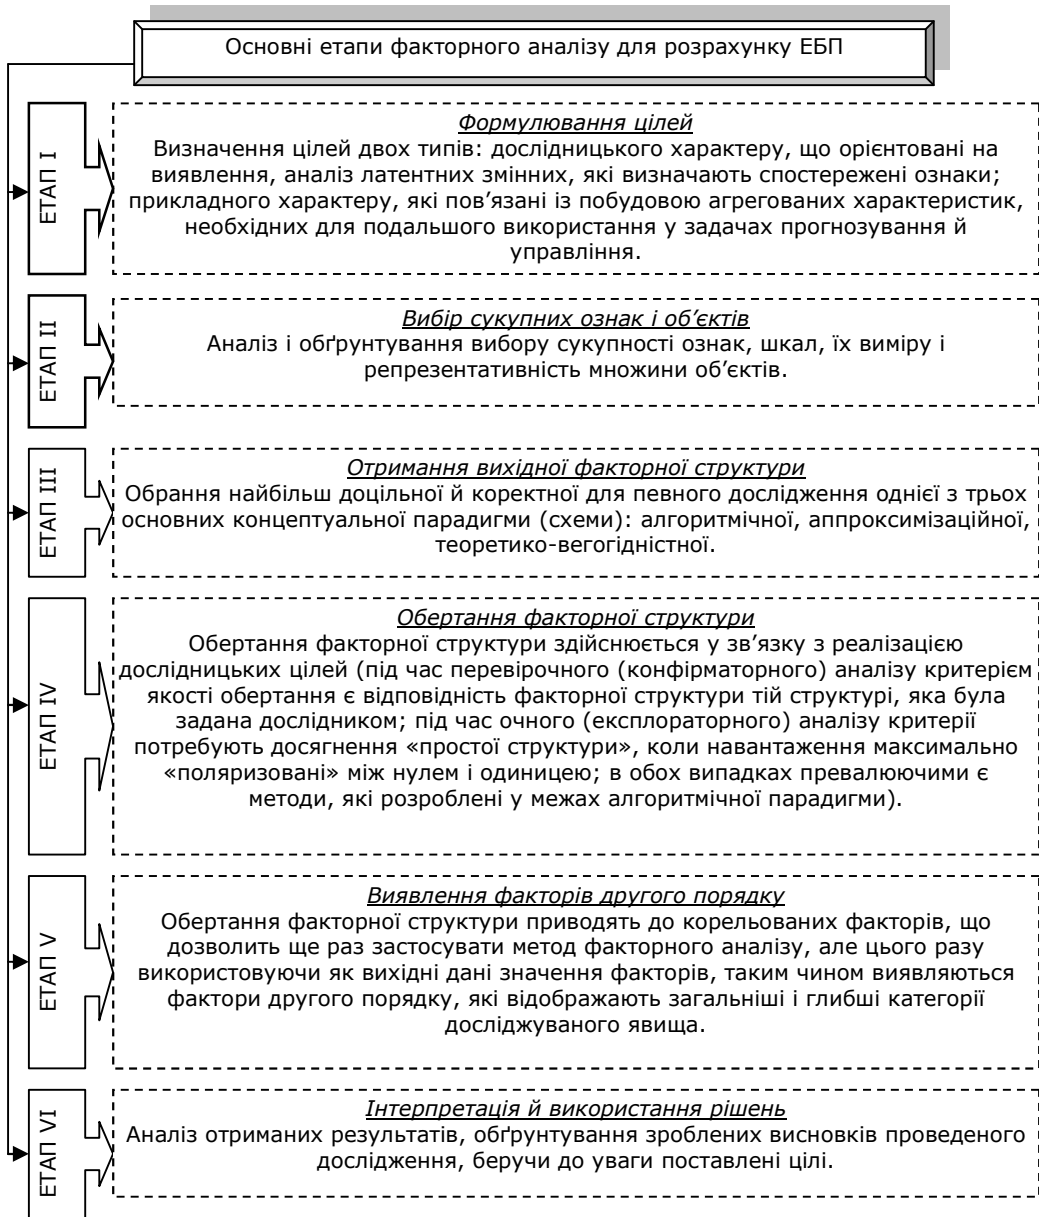 Основні етапи факторного аналізу для розрахунку ЕБП
ЕТАП I
Формулювання цілей
Визначення цілей двох типів: дослідницького характеру, що орієнтовані на
виявлення, аналіз латентних змінних, які визначають спостережені ознаки;
прикладного характеру, які пов’язані із побудовою агрегованих характеристик,
необхідних для подальшого використання у задачах прогнозування й
управління.
ЕТАП II
Вибір сукупних ознак і об’єктів
Аналіз і обґрунтування вибору сукупності ознак, шкал, їх виміру і
репрезентативність множини об’єктів.
ЕТАП III
Отримання вихідної факторної структури
Обрання найбільш доцільної й коректної для певного дослідження однієї з трьох
основних концептуальної парадигми (схеми): алгоритмічної, аппроксимізаційної,
теоретико-вегогідністної.
ЕТАП IV
Обертання факторної структури
Обертання факторної структури здійснюється у зв’язку з реалізацією
дослідницьких цілей (під час перевірочного (конфірматорного) аналізу критерієм
якості обертання є відповідність факторної структури тій структурі, яка була
задана дослідником; під час очного (експлораторного) аналізу критерії
потребують досягнення «простої структури», коли навантаження максимально
«поляризовані» між нулем і одиницею; в обох випадках превалюючими є
методи, які розроблені у межах алгоритмічної парадигми).
ЕТАП V
Виявлення факторів другого порядку
Обертання факторної структури приводять до корельованих факторів, що
дозволить ще раз застосувати метод факторного аналізу, але цього разу
використовуючи як вихідні дані значення факторів, таким чином виявляються
фактори другого порядку, які відображають загальніші і глибші категорії
досліджуваного явища.
ЕТАП VI
Інтерпретація й використання рішень
Аналіз отриманих результатів, обґрунтування зроблених висновків проведеного
дослідження, беручи до уваги поставлені цілі.